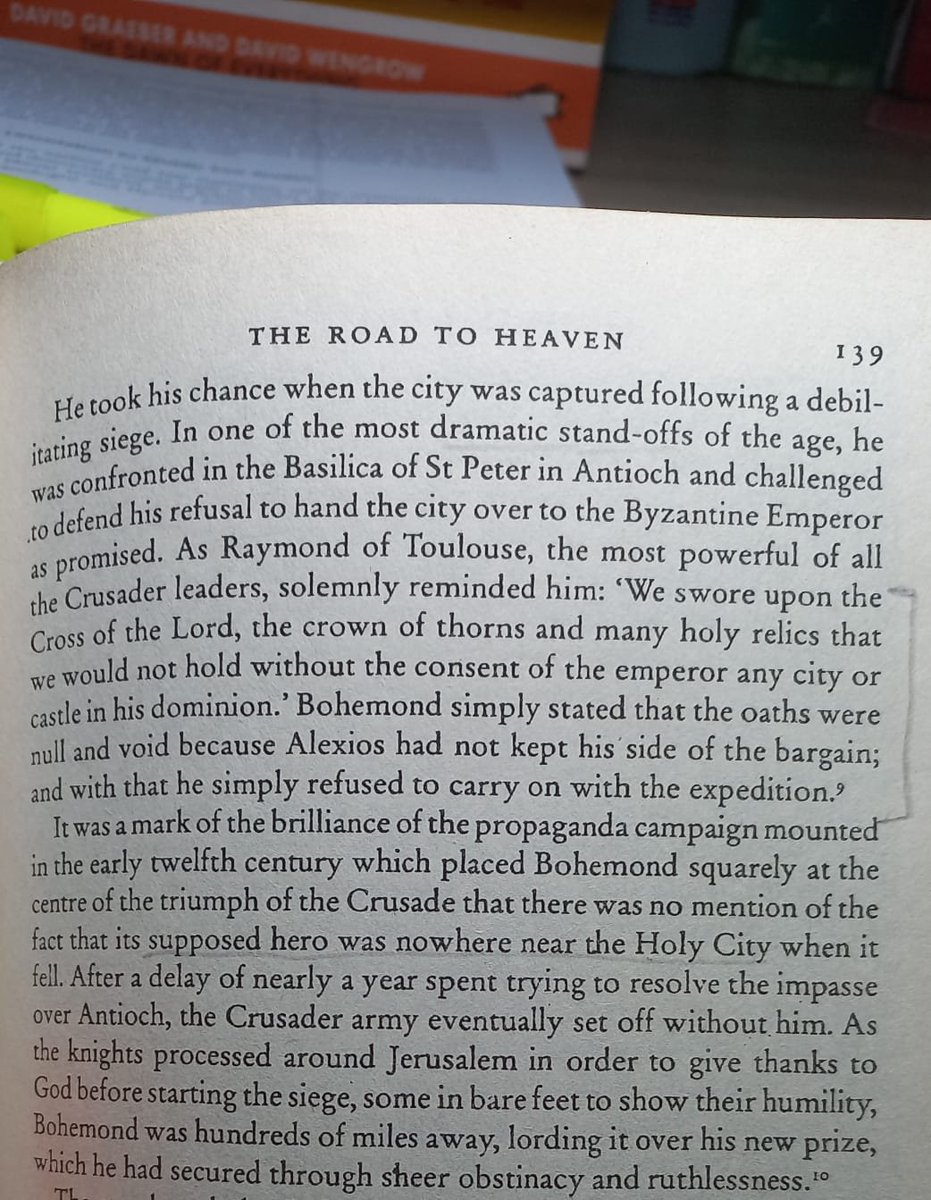 DAVID GRAEBER AND DAVID WENGROW
THE DAWN OF EVERYTHING
THE ROAD TO HEAVEN
139
He took his chance when the city was captured following a debil-
itating siege. In one of the most dramatic stand-offs of the age, he
was confronted in the Basilica of St Peter in Antioch and challenged
to defend his refusal to hand the city over to the Byzantine Emperor
as promised. As Raymond of Toulouse, the most powerful of all
the Crusader leaders, solemnly reminded him: ‘We swore upon the
Cross of the Lord, the crown of thorns and many holy relics that
we would not hold without the consent of the emperor any city or
castle in his dominion.’ Bohemond simply stated that the oaths were
null and void because Alexios had not kept his side of the bargain;
and with that he simply refused to carry on with the expedition.⁹
It was a mark of the brilliance of the propaganda campaign mounted
in the early twelfth century which placed Bohemond squarely at the
centre of the triumph of the Crusade that there was no mention of the
fact that its supposed hero was nowhere near the Holy City when it
fell. After a delay of nearly a year spent trying to resolve the impasse
over Antioch, the Crusader army eventually set off without him. As
the knights processed around Jerusalem in order to give thanks to
God before starting the siege, some in bare feet to show their humility,
Bohemond was hundreds of miles away, lording it over his new prize,
which he had secured through sheer obstinacy and ruthlessness.¹⁰